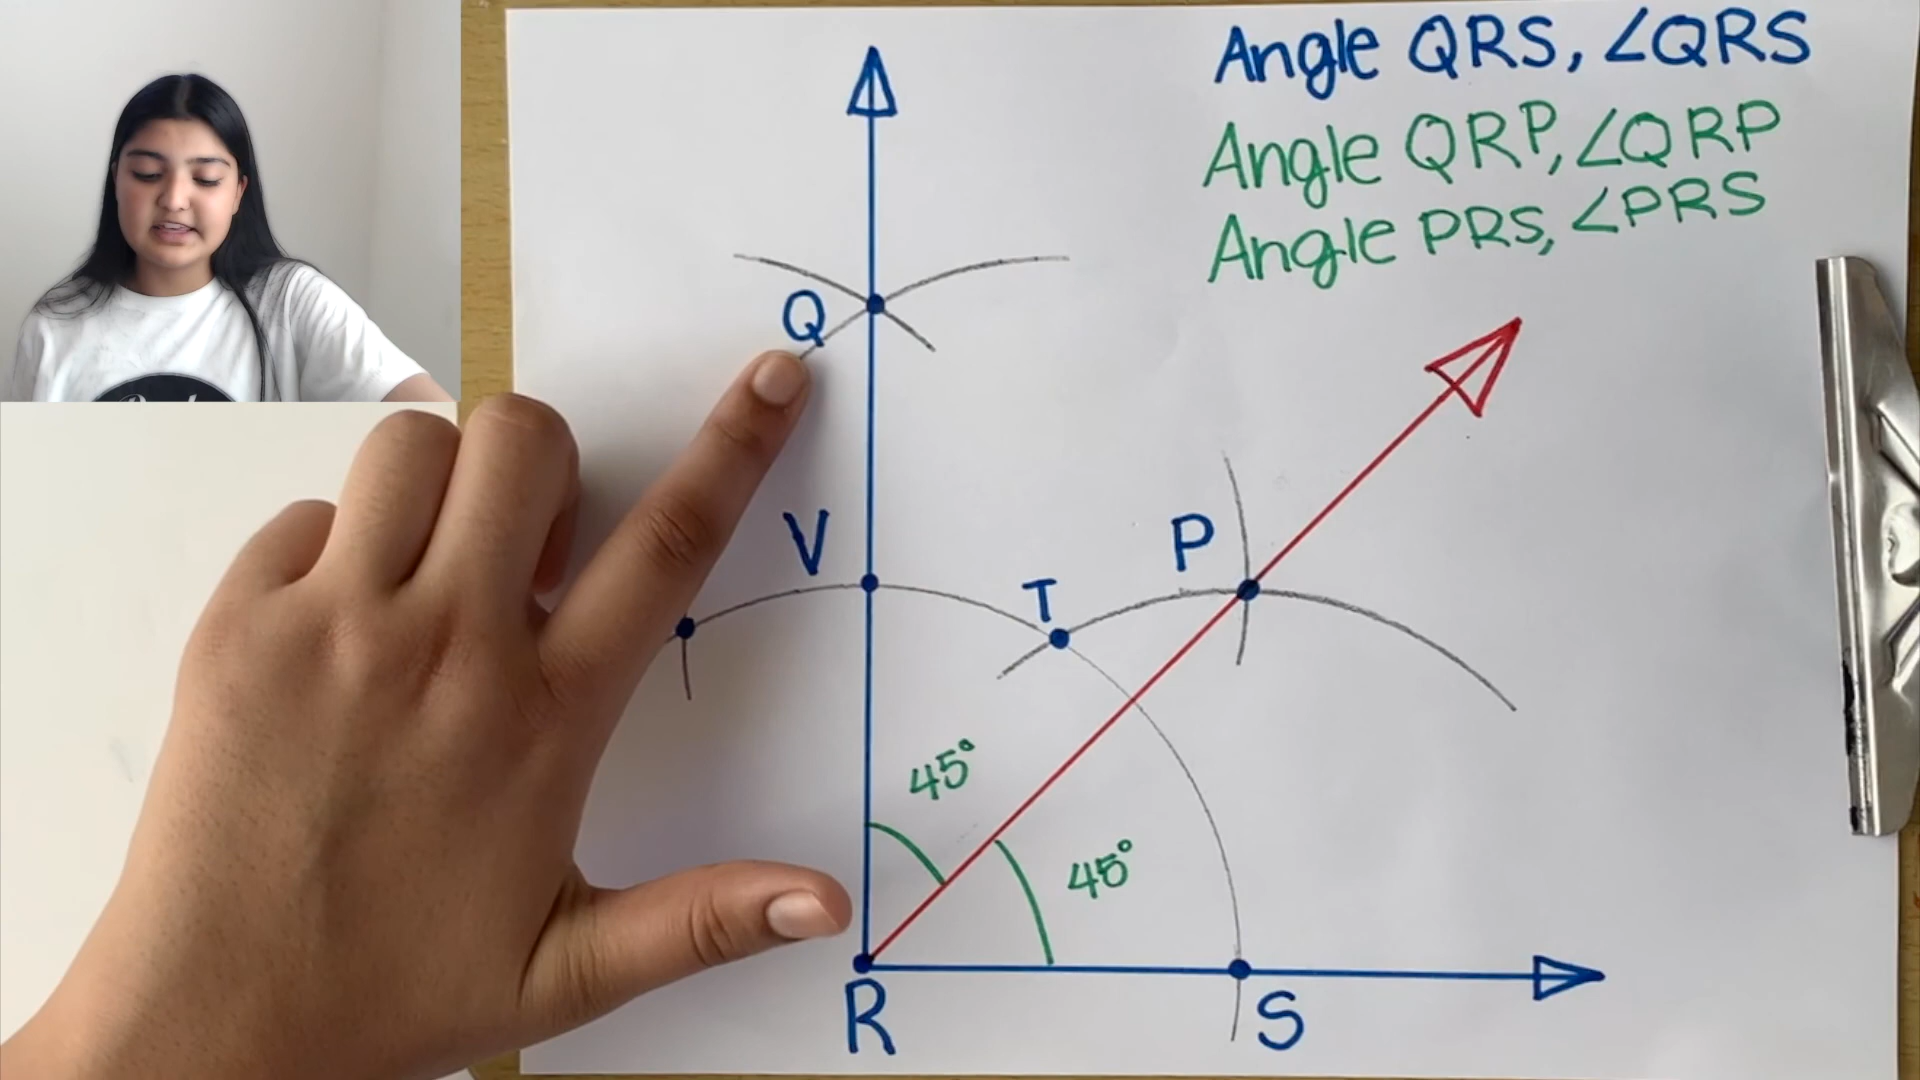 Angle QRS, ∠QRS
Angle QRP, ∠QRP
Angle PRS, ∠PRS
Q
V
T
P
45°
45°
R
S